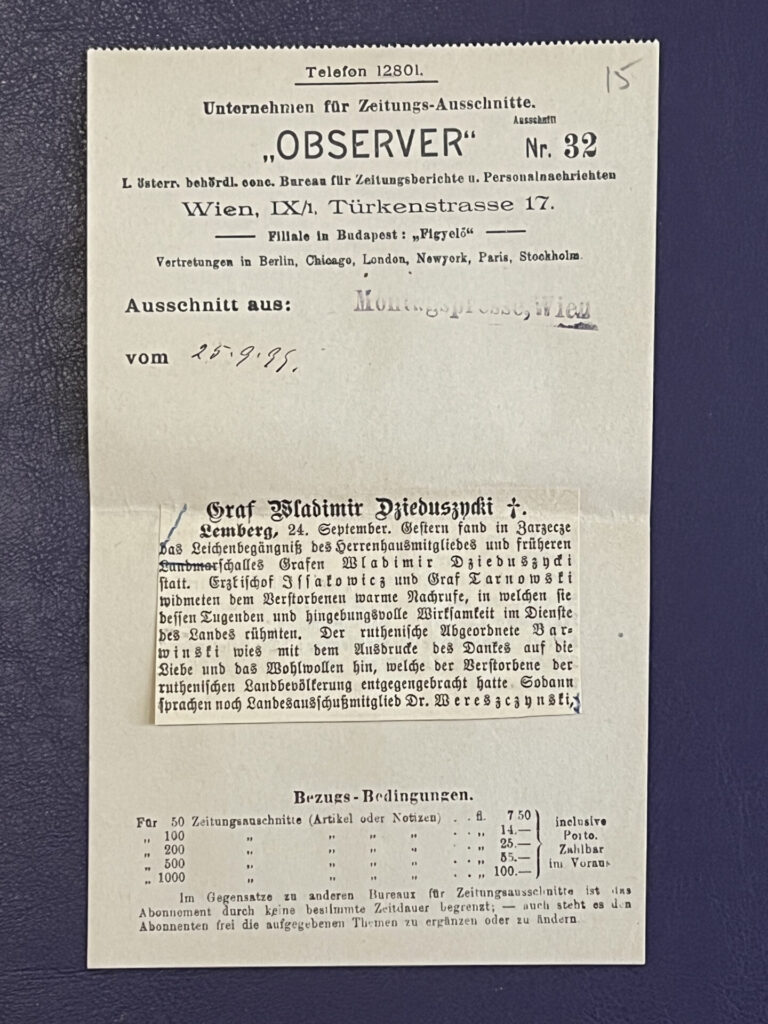 15
Telefon 12801.
Unternehmen für Zeitungs-Ausschnitte.
Ausschnitt
„OBSERVER“ Nr. 32
I. österr. behördl. conc. Bureau für Zeitungsberichte u. Personalnachrichten
Wien, IX/1, Türkenstrasse 17.
— Filiale in Budapest: „Figyelő“ —
Vertretungen in Berlin, Chicago, London, Newyork, Paris, Stockholm.
Ausschnitt aus: Montagspresse, Wien
vom 25.9.99.
Graf Wladimir Dzieduszycki †.
Lemberg, 24. September. Gestern fand in Jarzecze
das Leichenbegängniß des Herrenhausmitgliedes und früheren
Landmarschalles Grafen Wladimir Dzieduszycki
statt. Erzbischof Issakowicz und Graf Tarnowski
widmeten dem Verstorbenen warme Nachrufe, in welchen sie
dessen Tugenden und hingebungsvolle Wirksamkeit im Dienste
des Landes rühmten. Der ruthenische Abgeordnete Bar-
winski wies mit dem Ausdrucke des Dankes auf die
Liebe und das Wohlwollen hin, welche der Verstorbene der
ruthenischen Landbevölkerung entgegengebracht hatte. Sodann
sprachen noch Landesausschußmitglied Dr. Wereszczynski,
Bezugs-Bedingungen.
Für 50 Zeitungsauschnitte (Artikel oder Notizen) . . fl. 7 50
„ 100 „ „ „ „ . . „ 14.—
„ 200 „ „ „ „ . . „ 25.—
„ 500 „ „ „ „ . . „ 55.—
„ 1000 „ „ „ „ . . „ 100.—
inclusive
Porto.
Zahlbar
im Voraus
Im Gegensatze zu anderen Bureaux für Zeitungsausschnitte ist das
Abonnement durch keine bestimmte Zeitdauer begrenzt; — auch steht es den
Abonnenten frei die aufgegebenen Themen zu ergänzen oder zu ändern.